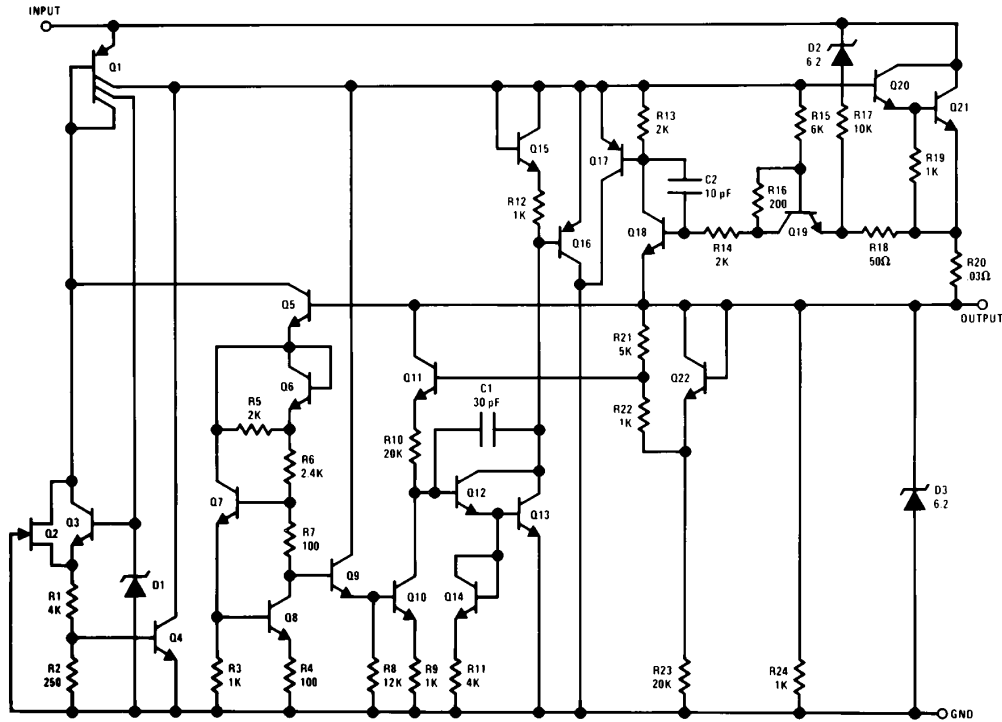 INPUT
Q1
D2
6.2
Q20
Q21
R13
2K
R15
6K
R17
10K
Q15
Q17
R12
1K
C2
10 pF
R16
200
R19
1K
Q16
Q18
R14
2K
Q19
R18
50Ω
R20
.03Ω
Q5
OUTPUT
Q6
Q11
R21
5K
Q22
C1
30 pF
R5
2K
R22
1K
R10
20K
R6
2.4K
Q7
Q12
Q2
Q3
D3
6.2
R7
100
Q13
D1
Q9
Q10
Q14
R1
4K
Q8
Q4
R2
250
R3
1K
R4
100
R8
12K
R9
1K
R11
4K
R23
20K
R24
1K
GND